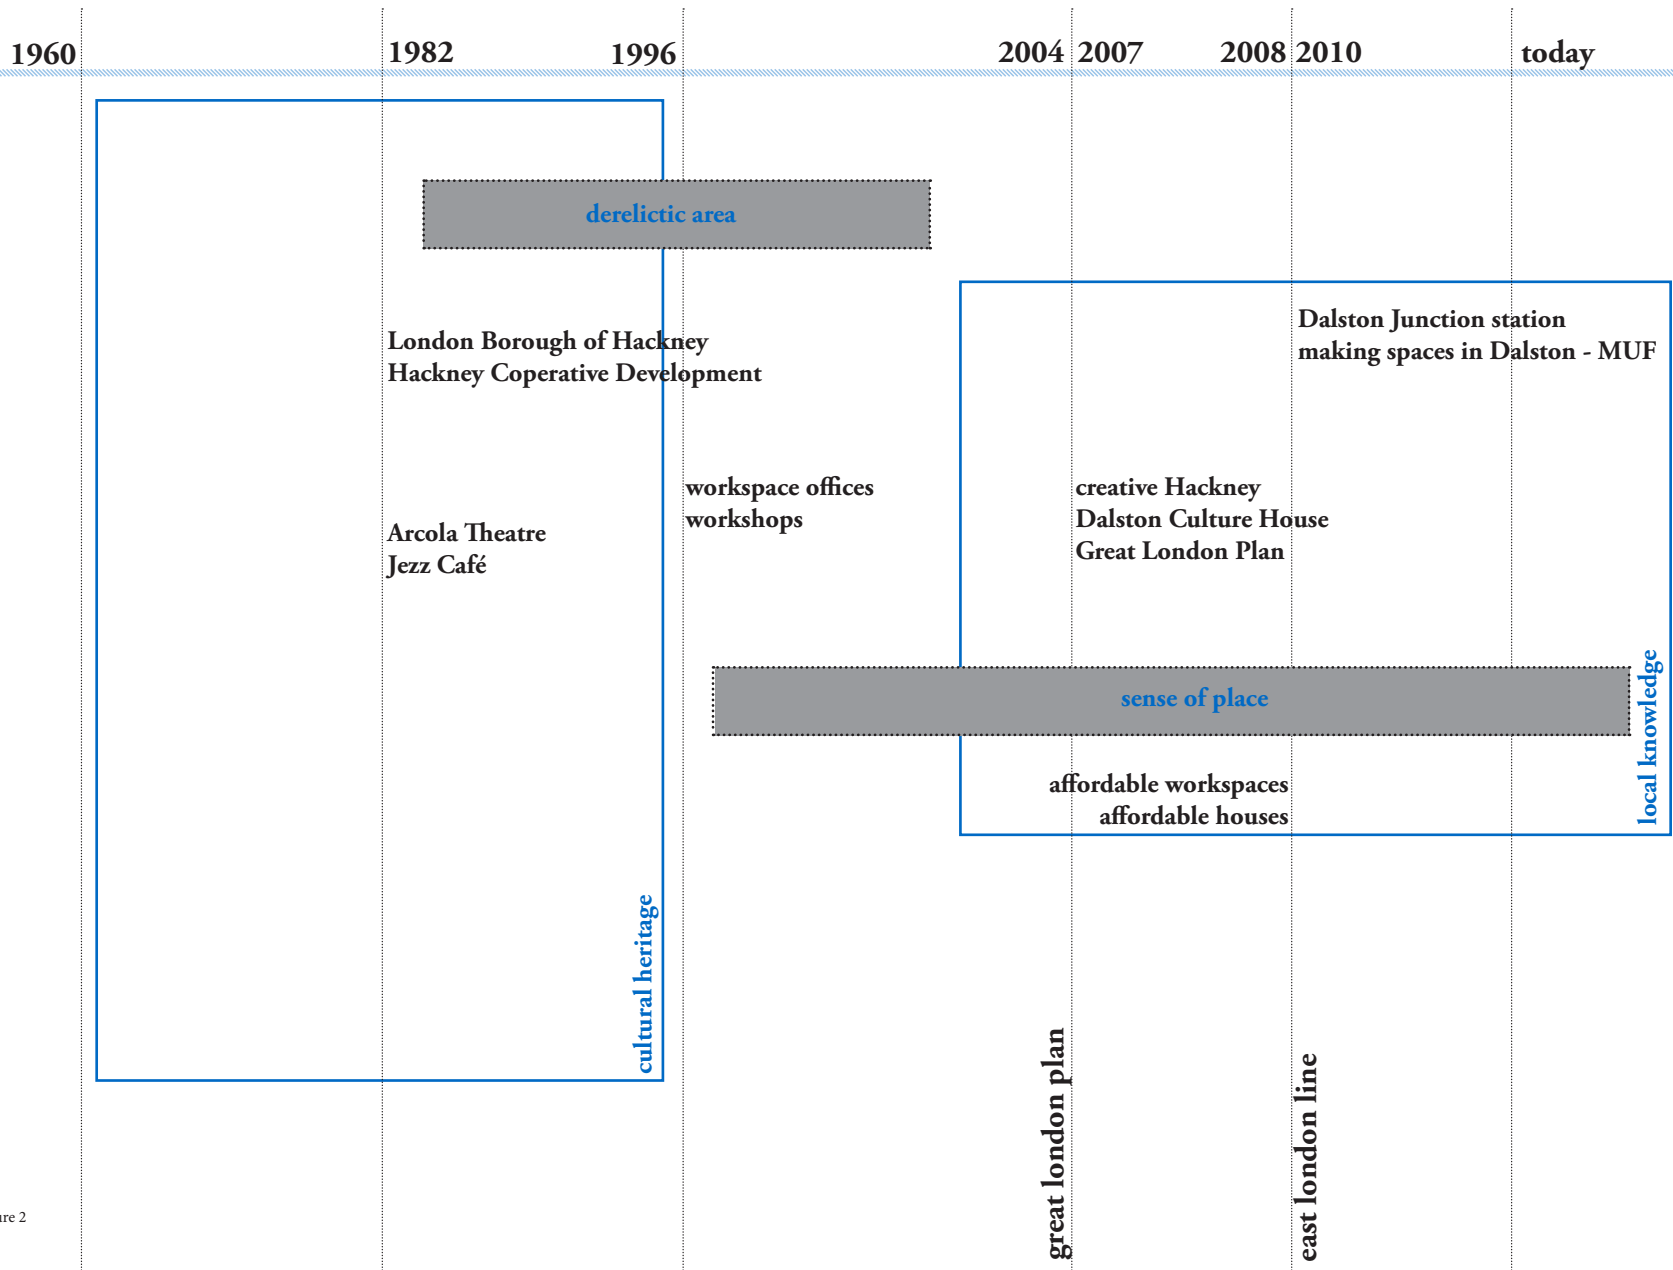 1960
1982
1996
2004
2007
2008
2010
today
derelictic area
London Borough of Hackney
Hackney Coperative Development
Dalston Junction station
making spaces in Dalston - MUF
workspace offices
workshops
creative Hackney
Dalston Culture House
Great London Plan
Arcola Theatre
Jezz Café
sense of place
local knowledge
affordable workspaces
affordable houses
cultural heritage
great london plan
east london line
ure 2